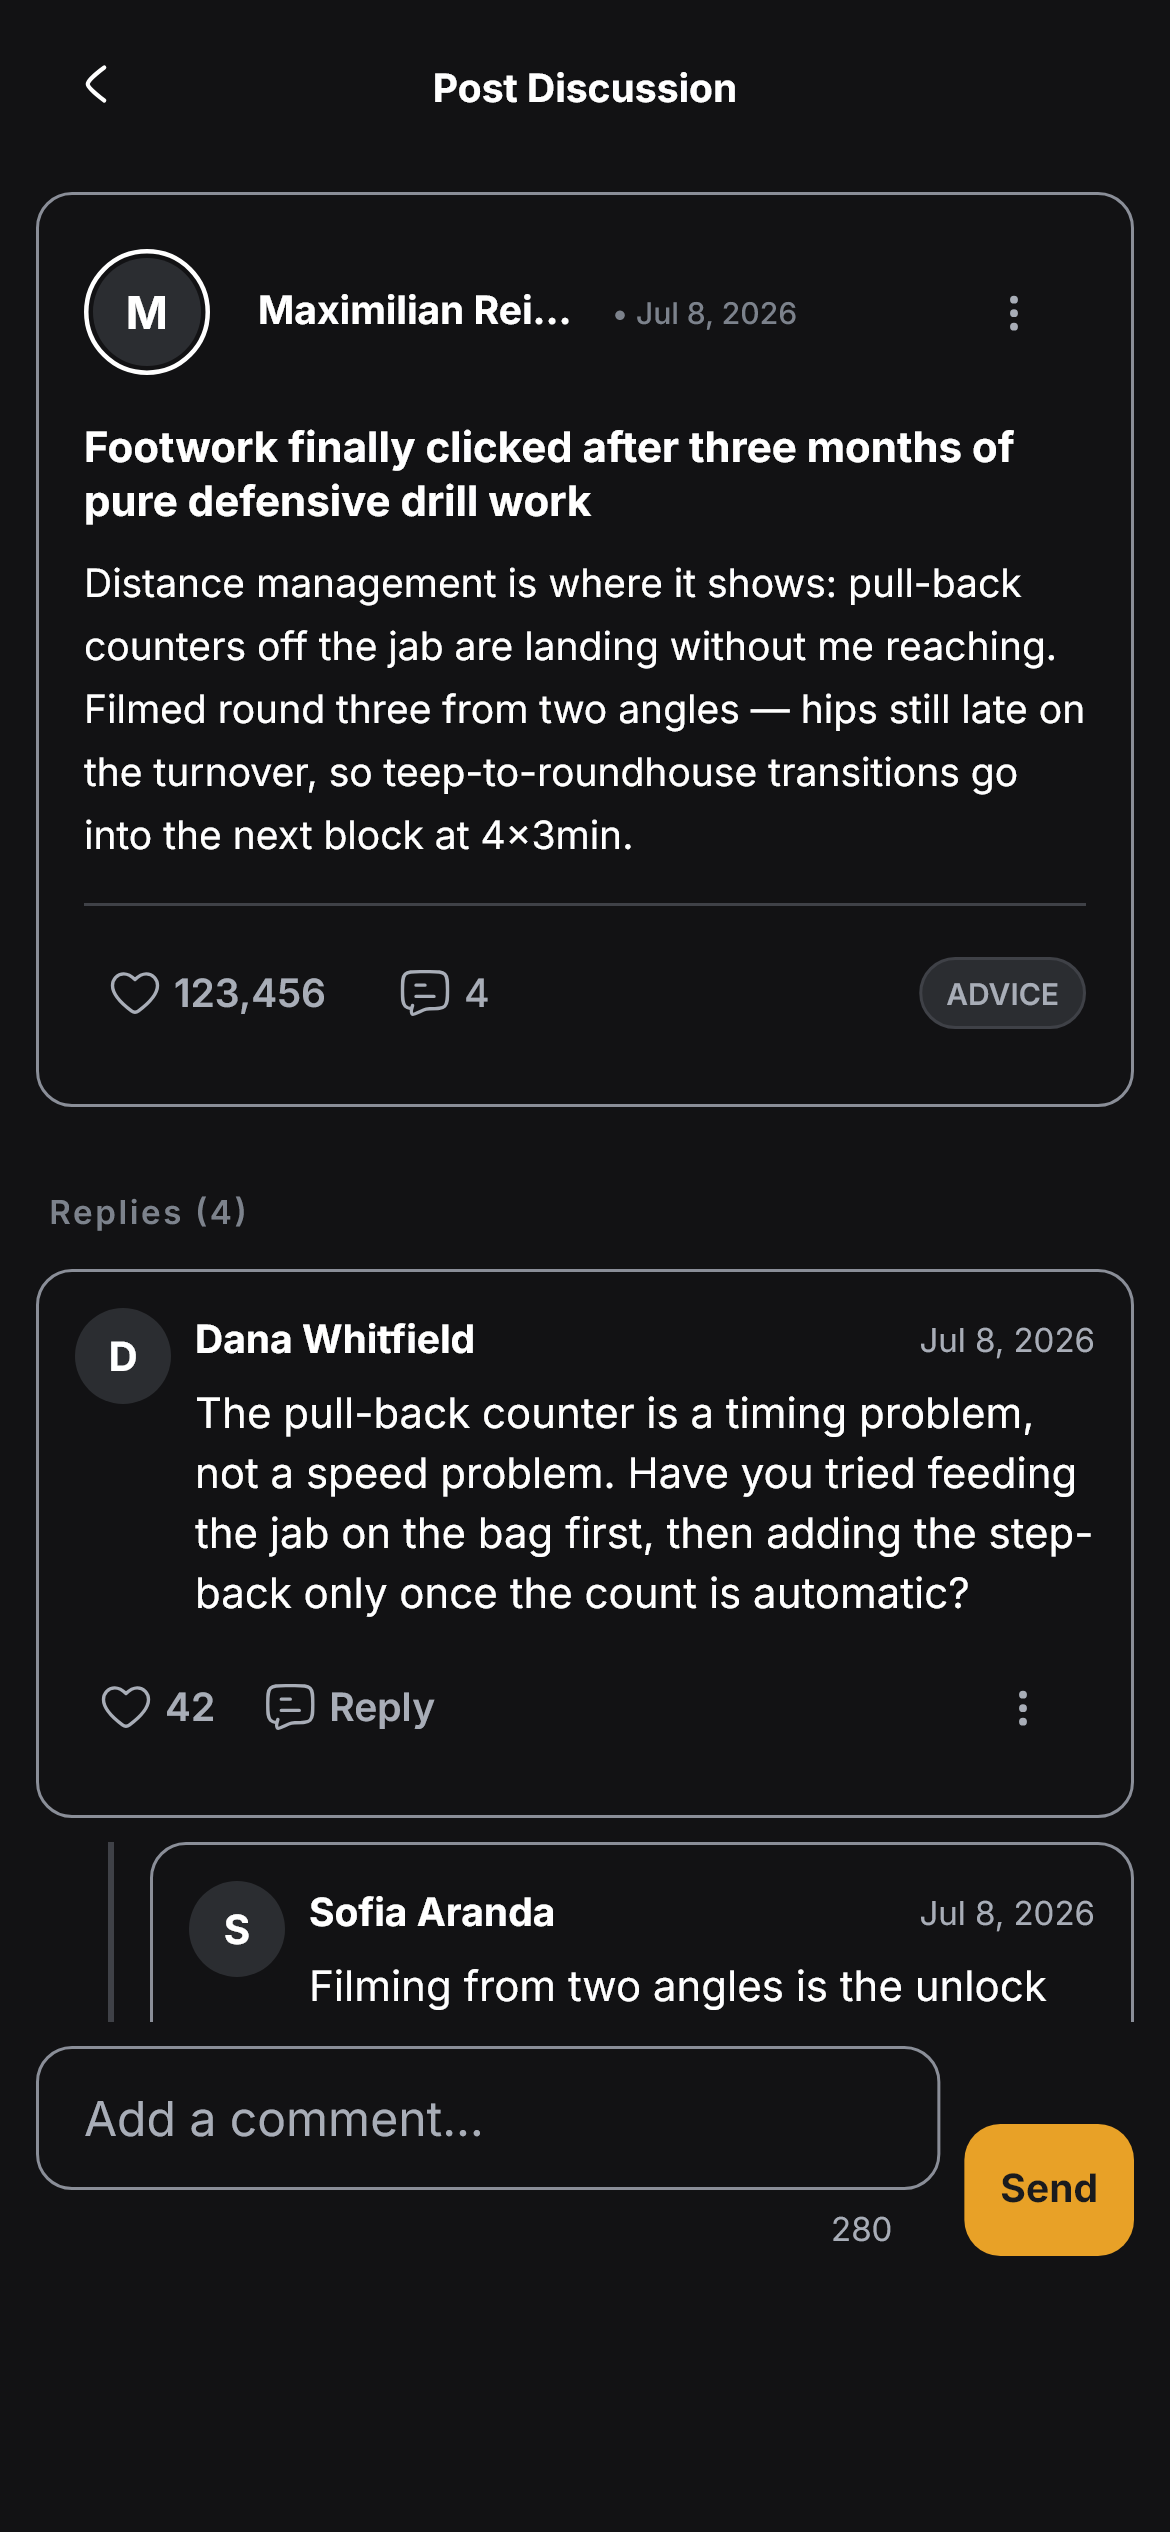 Post Discussion
M
Maximilian Rei... • Jul 8, 2026
Footwork finally clicked after three months of
pure defensive drill work
Distance management is where it shows: pull-back
counters off the jab are landing without me reaching.
Filmed round three from two angles — hips still late on
the turnover, so teep-to-roundhouse transitions go
into the next block at 4×3min.
123,456 4 ADVICE
Replies (4)
D
Dana Whitfield Jul 8, 2026
The pull-back counter is a timing problem,
not a speed problem. Have you tried feeding
the jab on the bag first, then adding the step-
back only once the count is automatic?
42 Reply
S
Sofia Aranda Jul 8, 2026
Filming from two angles is the unlock
Add a comment...
Send
280